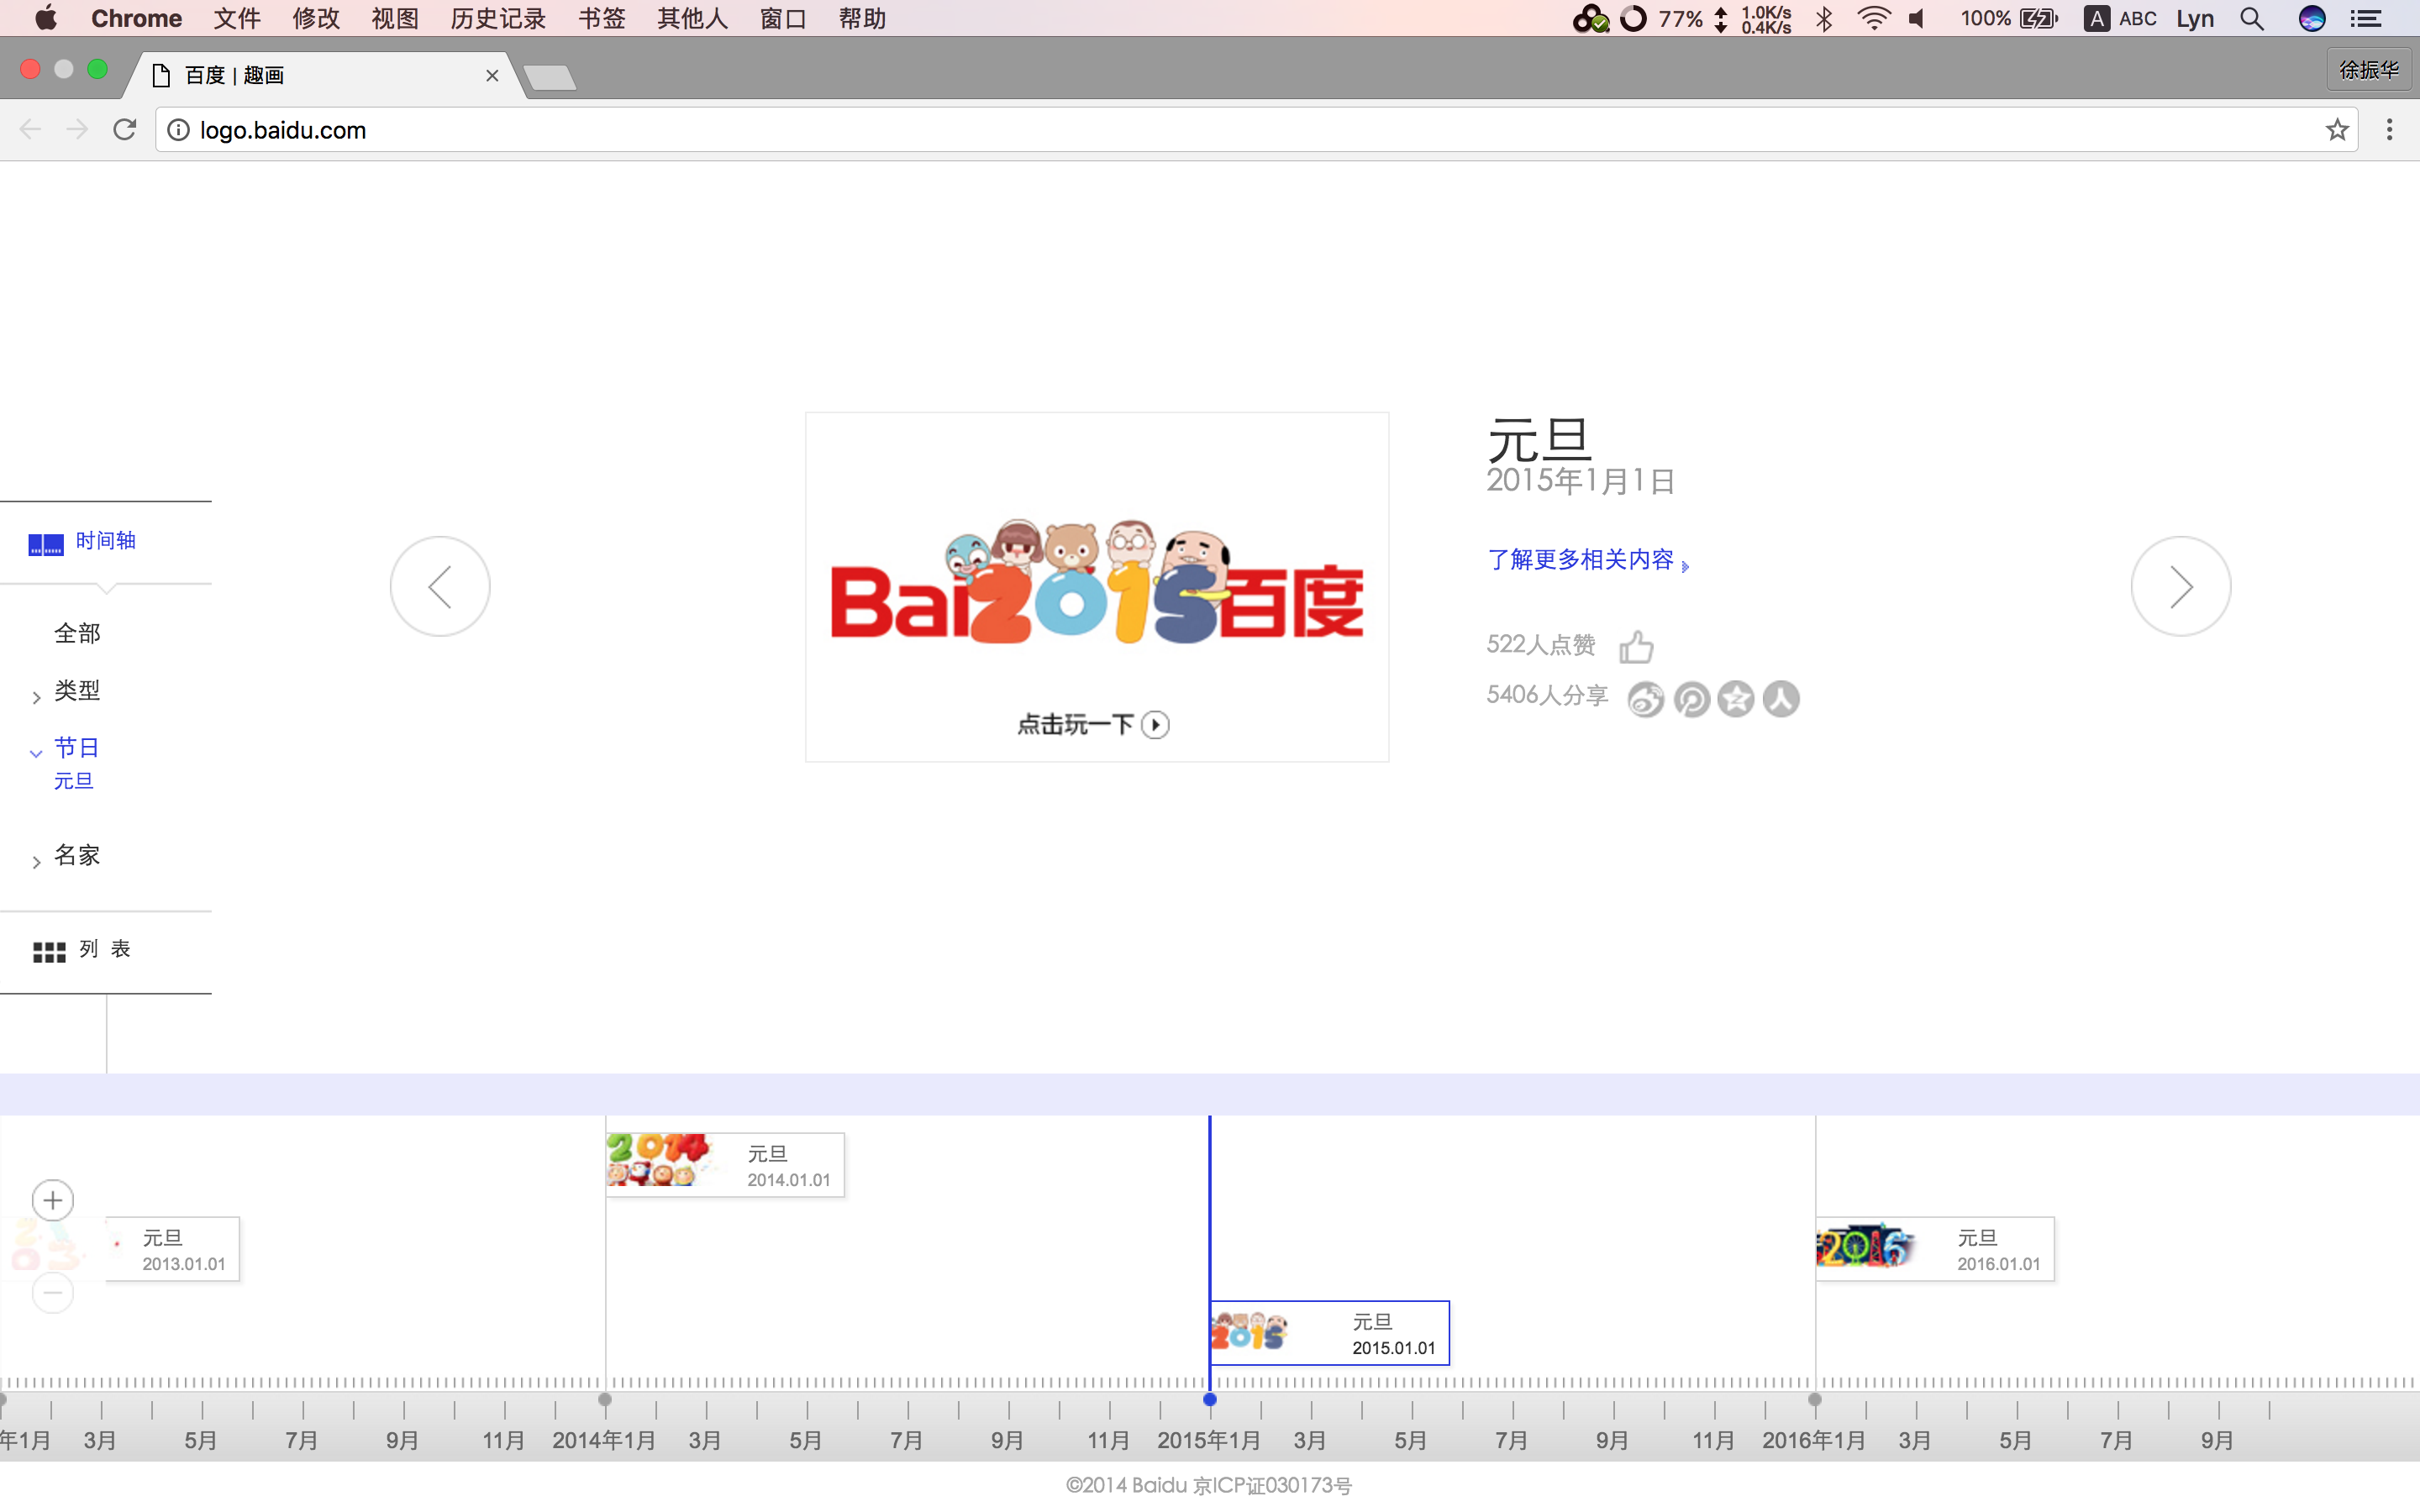 Chrome 文件 修改 视图 历史记录 书签 其他人 窗口 帮助 77% 1.0K/s 0.4K/s 100% A ABC Lyn
百度 | 趣画
徐振华
logo.baidu.com
元旦
2015年1月1日
了解更多相关内容
522人点赞
5406人分享
Bai2015百度
点击玩一下
时间轴
全部
类型
节日
元旦
名家
列 表
2014
元旦
2014.01.01
2013
元旦
2013.01.01
2015
元旦
2015.01.01
2016
元旦
2016.01.01
年1月 3月 5月 7月 9月 11月 2014年1月 3月 5月 7月 9月 11月 2015年1月 3月 5月 7月 9月 11月 2016年1月 3月 5月 7月 9月
©2014 Baidu 京ICP证030173号